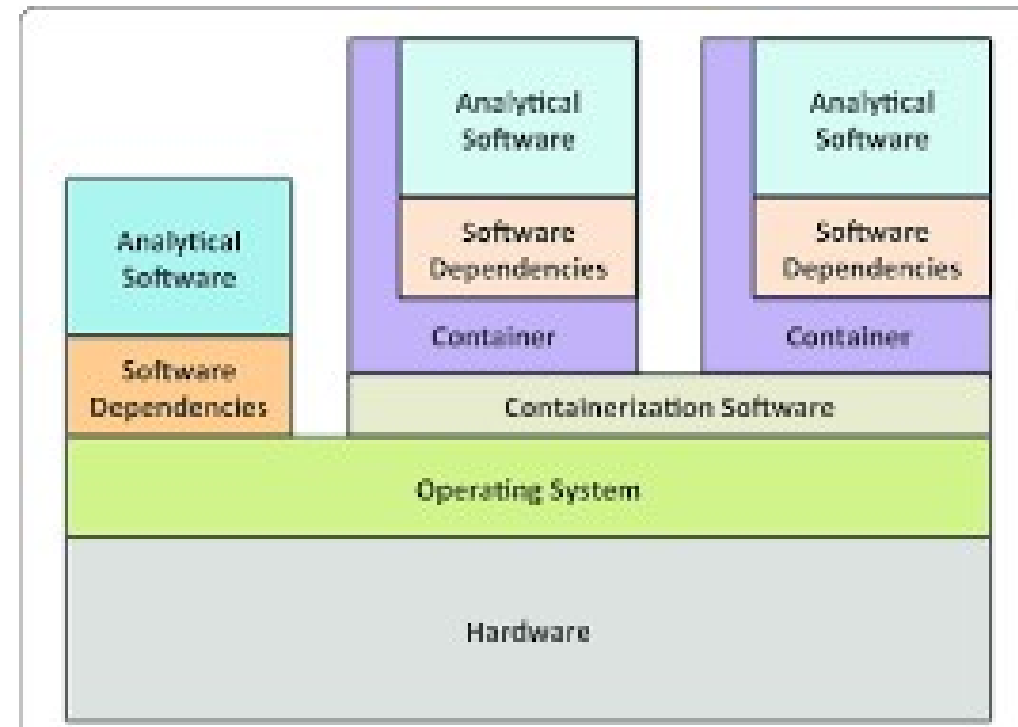 Analytical
Software
Analytical
Software
Analytical
Software
Software
Dependencies
Software
Dependencies
Container
Container
Software
Dependencies
Containerization Software
Operating System
Hardware